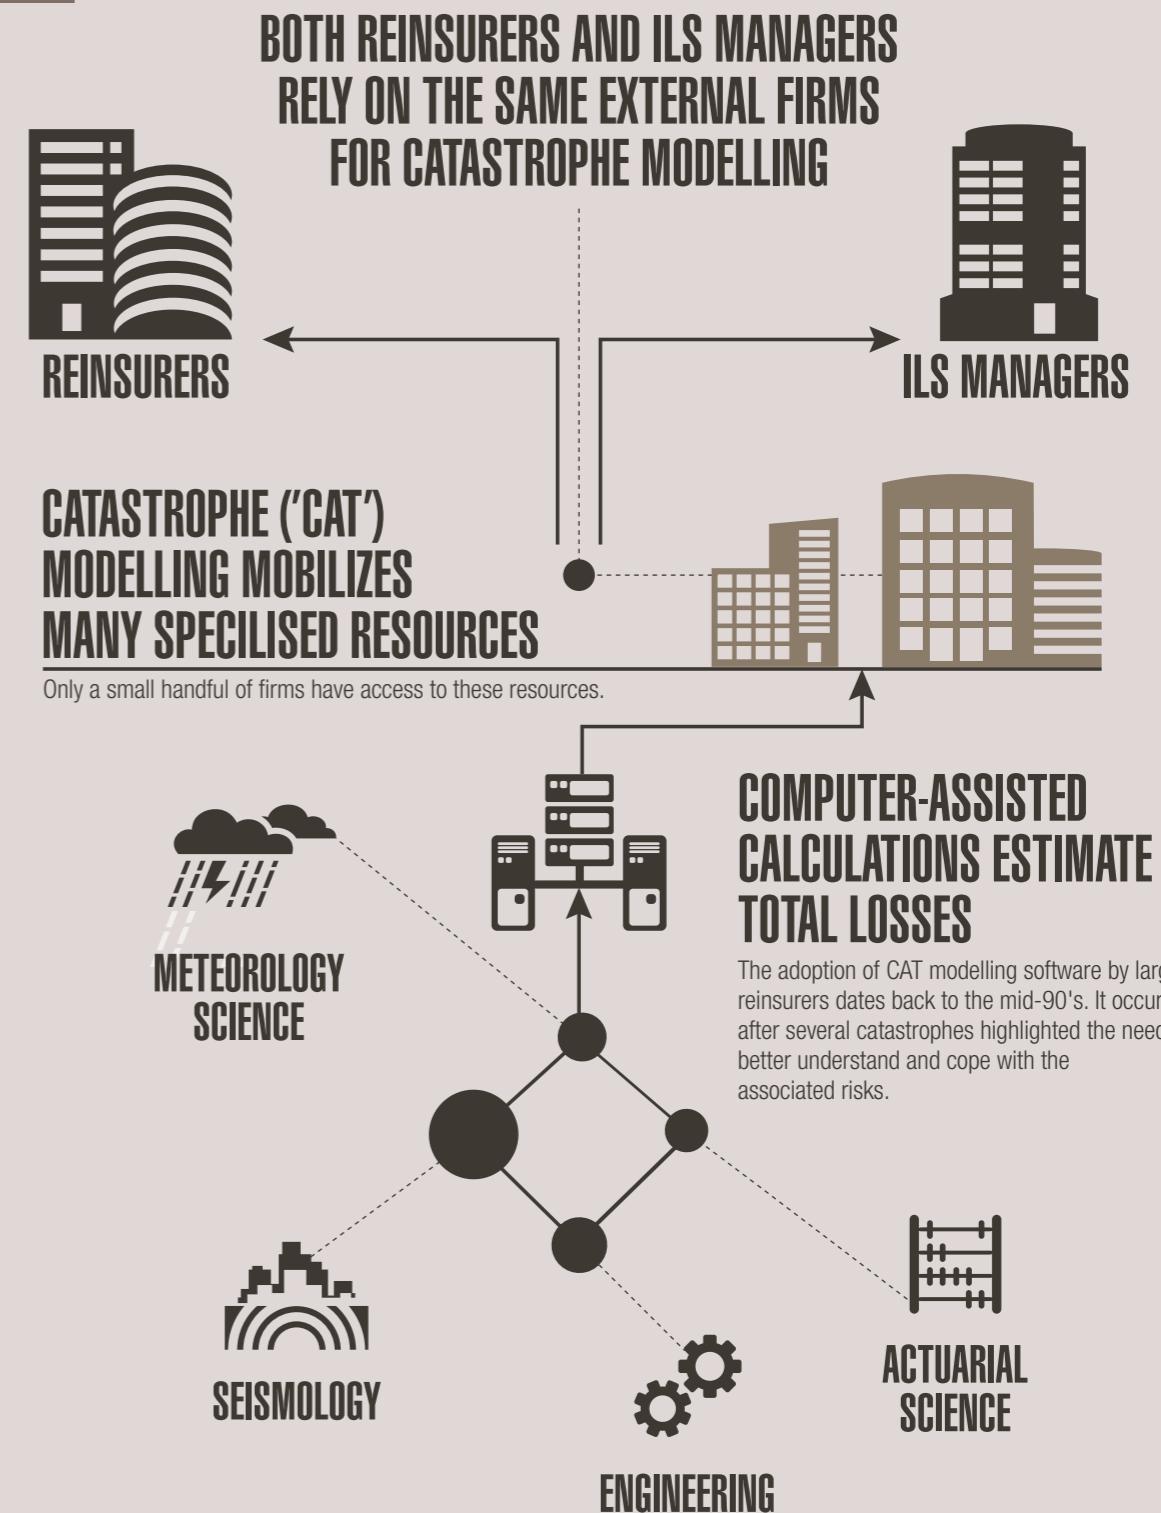 BOTH REINSURERS AND ILS MANAGERS
RELY ON THE SAME EXTERNAL FIRMS
FOR CATASTROPHE MODELLING
REINSURERS
ILS MANAGERS
CATASTROPHE ('CAT')
MODELLING MOBILIZES
MANY SPECILISED RESOURCES
Only a small handful of firms have access to these resources.
COMPUTER-ASSISTED
CALCULATIONS ESTIMATE
TOTAL LOSSES
The adoption of CAT modelling software by
reinsurers dates back to the mid-90's. It
after several catastrophes highlighted the
better understand and cope with the
associated risks.
METEOROLOGY
SCIENCE
SEISMOLOGY
ACTUARIAL
SCIENCE
ENGINEERING